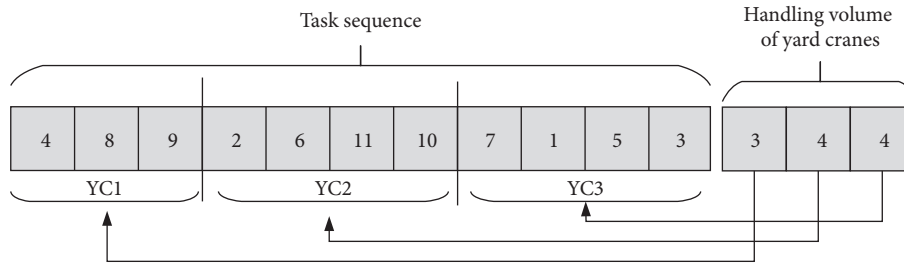 Task sequence
Handling volume
of yard cranes
4 8 9 2 6 11 10 7 1 5 3 3 4 4
YC1 YC2 YC3